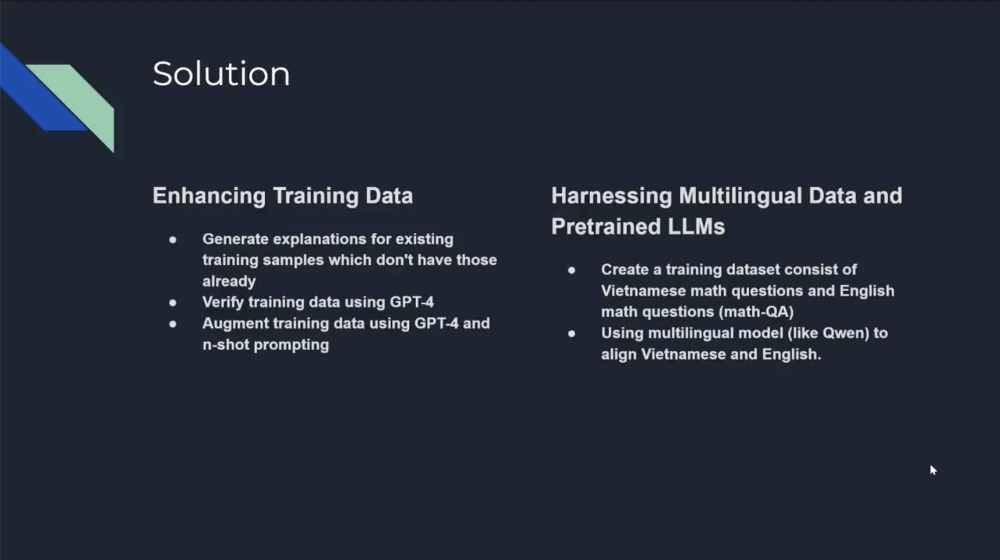 Solution
Enhancing Training Data
● Generate explanations for existing
training samples which don't have those
already
● Verify training data using GPT-4
● Augment training data using GPT-4 and
n-shot prompting
Harnessing Multilingual Data and
Pretrained LLMs
● Create a training dataset consist of
Vietnamese math questions and English
math questions (math-QA)
● Using multilingual model (like Qwen) to
align Vietnamese and English.